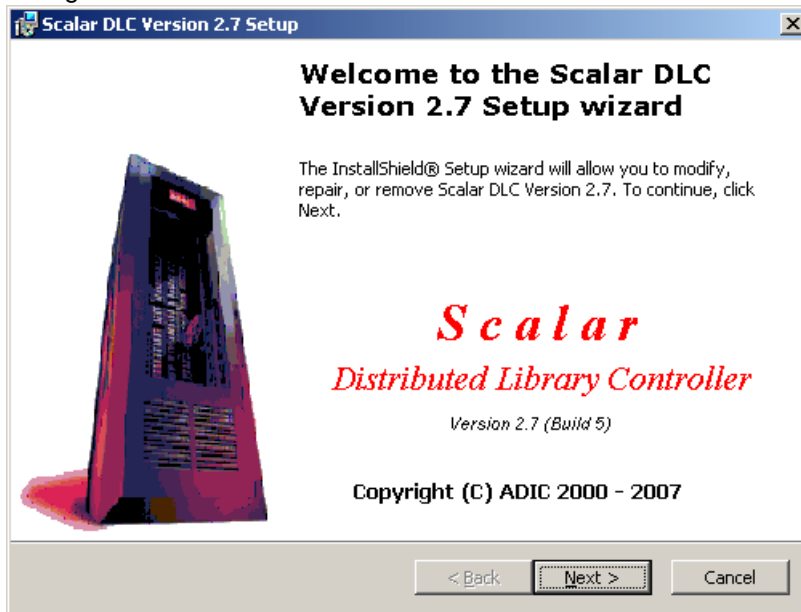 Scalar DLC Version 2.7 Setup
Welcome to the Scalar DLC
Version 2.7 Setup wizard
The InstallShield® Setup wizard will allow you to modify,
repair, or remove Scalar DLC Version 2.7. To continue, click
Next.
Scalar
Distributed Library Controller
Version 2.7 (Build 5)
Copyright (C) ADIC 2000 - 2007
< Back
Next >
Cancel